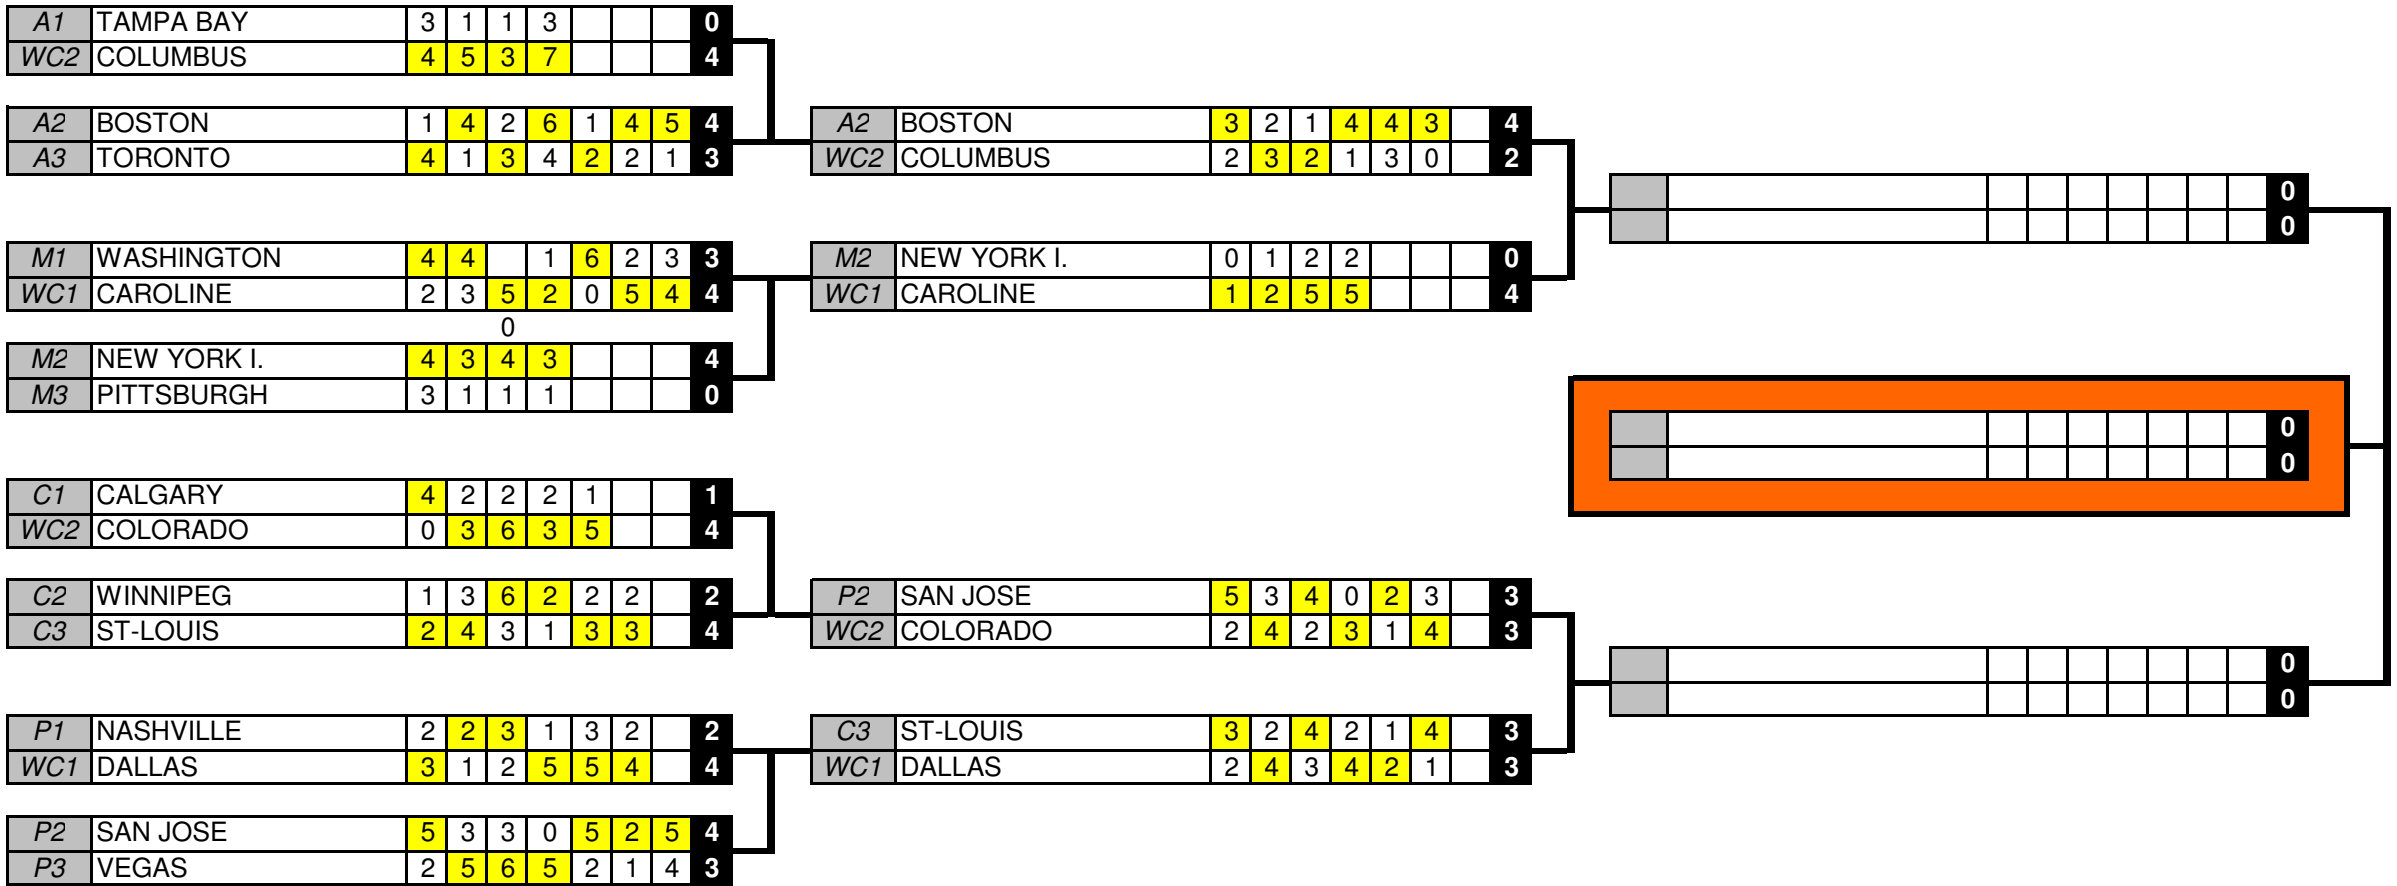 A1 TAMPA BAY 3 1 1 3 0
WC2 COLUMBUS 4 5 3 7 4
A2 BOSTON 1 4 2 6 1 4 5 4
A3 TORONTO 4 1 3 4 2 2 1 3
A2 BOSTON 3 2 1 4 4 3 4
WC2 COLUMBUS 2 3 2 1 3 0 2
0
0
M1 WASHINGTON 4 4 1 6 2 3 3
WC1 CAROLINE 2 3 5 2 0 5 4 4
0
M2 NEW YORK I. 0 1 2 2 0
WC1 CAROLINE 1 2 5 5 4
M2 NEW YORK I. 4 3 4 3 4
M3 PITTSBURGH 3 1 1 1 0
0
0
C1 CALGARY 4 2 2 2 1 1
WC2 COLORADO 0 3 6 3 5 4
C2 WINNIPEG 1 3 6 2 2 2 2
C3 ST-LOUIS 2 4 3 1 3 3 4
P2 SAN JOSE 5 3 4 0 2 3 3
WC2 COLORADO 2 4 2 3 1 4 3
0
0
P1 NASHVILLE 2 2 3 1 3 2 2
WC1 DALLAS 3 1 2 5 5 4 4
C3 ST-LOUIS 3 2 4 2 1 4 3
WC1 DALLAS 2 4 3 4 2 1 3
P2 SAN JOSE 5 3 3 0 5 2 5 4
P3 VEGAS 2 5 6 5 2 1 4 3